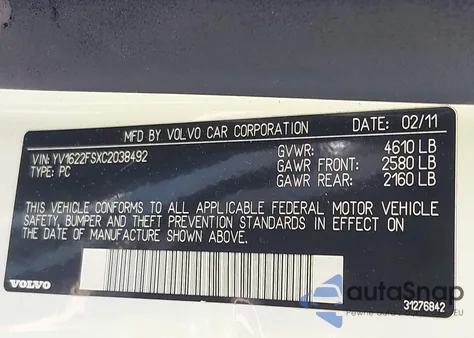 MFD BY VOLVO CAR CORPORATION 02/11
VIN: YV1622FSXC2038492 GVWR: 4610 LB
TYPE: PC GAWR FRONT: 2580 LB
GAWR REAR: 2160 LB
THIS VEHICLE CONFORMS TO ALL APPLICABLE FEDERAL MOTOR VEHICLE
SAFETY, BUMPER AND THEFT PREVENTION STANDARDS IN EFFECT ON
THE DATE OF MANUFACTURE SHOWN ABOVE.
VOLVO
31276842
autoSnap